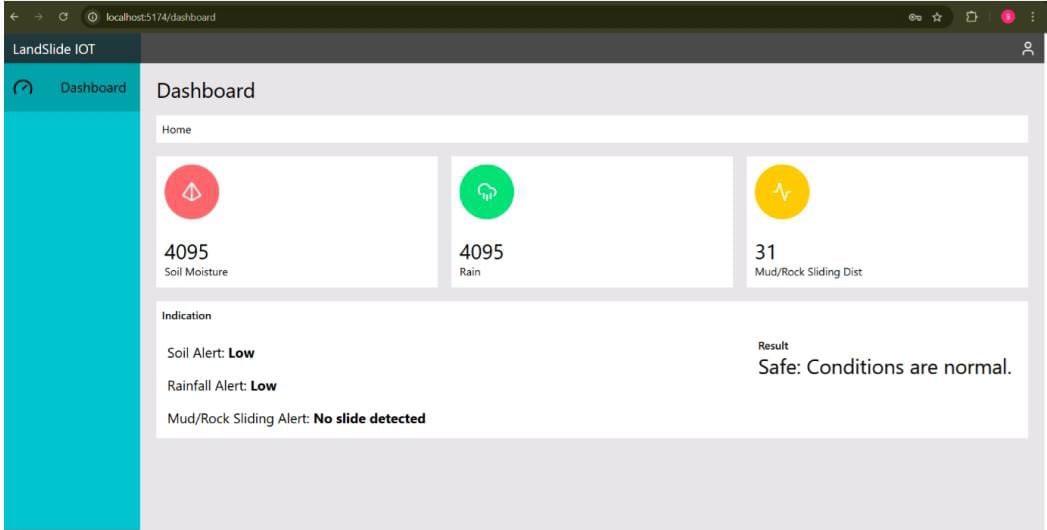 localhost:5174/dashboard
S
LandSlide IOT
Dashboard
Dashboard
Home
4095
Soil Moisture
4095
Rain
31
Mud/Rock Sliding Dist
Indication
Soil Alert: Low
Rainfall Alert: Low
Mud/Rock Sliding Alert: No slide detected
Result
Safe: Conditions are normal.